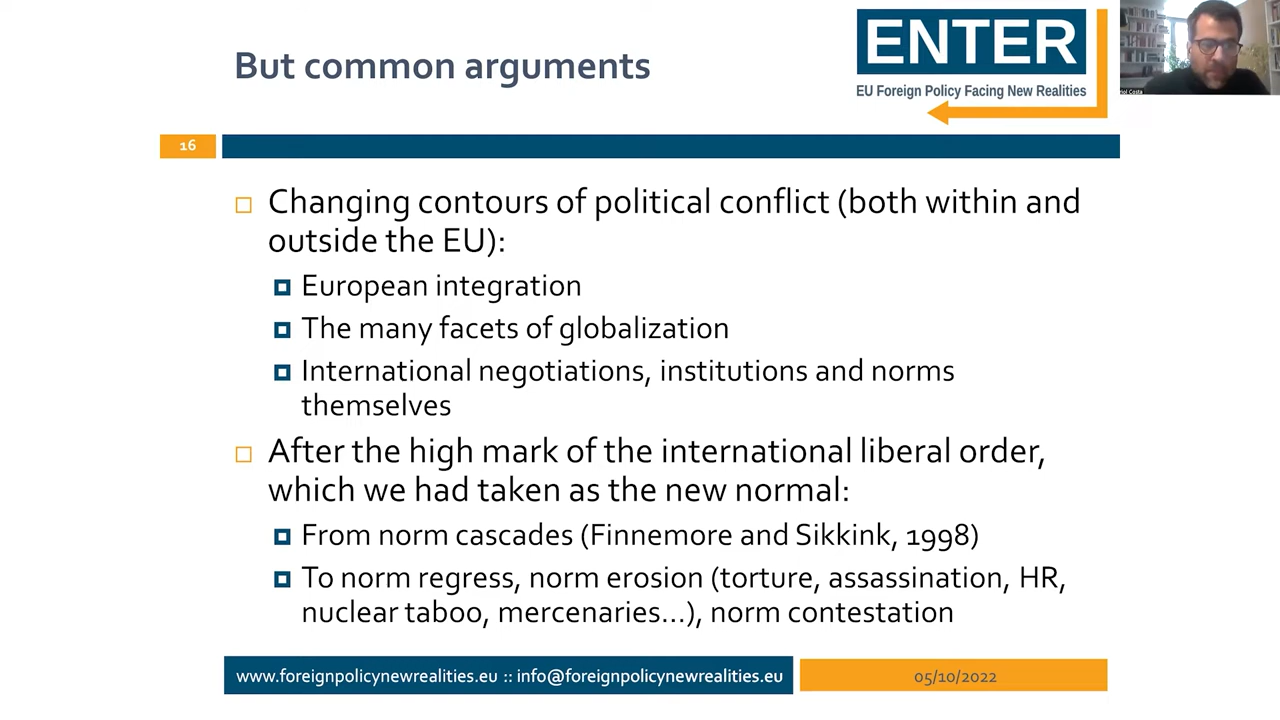 But common arguments
ENTER
EU Foreign Policy Facing New Realities
16
Changing contours of political conflict (both within and
outside the EU):
European integration
The many facets of globalization
International negotiations, institutions and norms
themselves
After the high mark of the international liberal order,
which we had taken as the new normal:
From norm cascades (Finnemore and Sikkink, 1998)
To norm regress, norm erosion (torture, assassination, HR,
nuclear taboo, mercenaries...), norm contestation
www.foreignpolicynewrealities.eu :: info@foreignpolicynewrealities.eu
05/10/2022
Costa